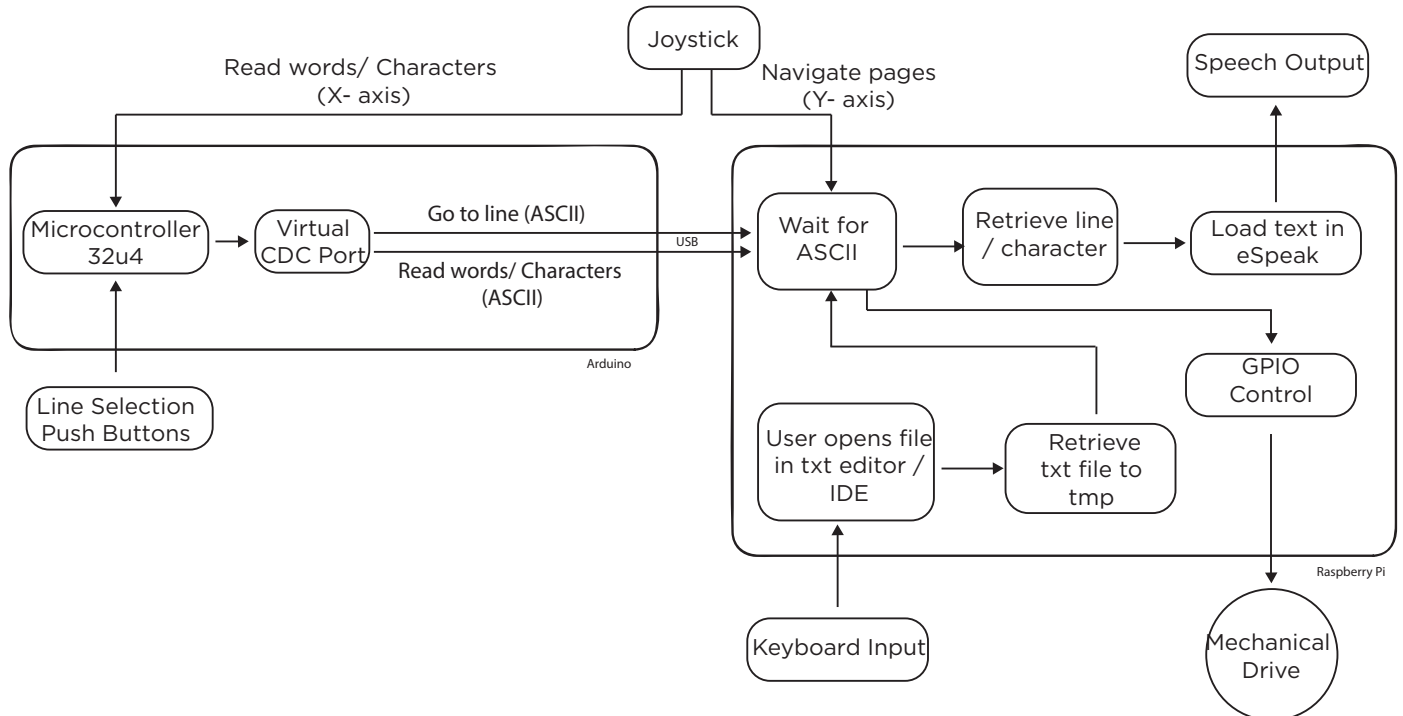 Joystick
Speech Output
Read words/ Characters
(X- axis)
Navigate pages
(Y- axis)
Microcontroller
32u4
Virtual
CDC Port
Go to line (ASCII)
USB
Read words/ Characters
(ASCII)
Arduino
Line Selection
Push Buttons
Wait for
ASCII
Retrieve line
/ character
Load text in
eSpeak
GPIO
Control
User opens file
in txt editor /
IDE
Retrieve
txt file to
tmp
Raspberry Pi
Keyboard Input
Mechanical
Drive